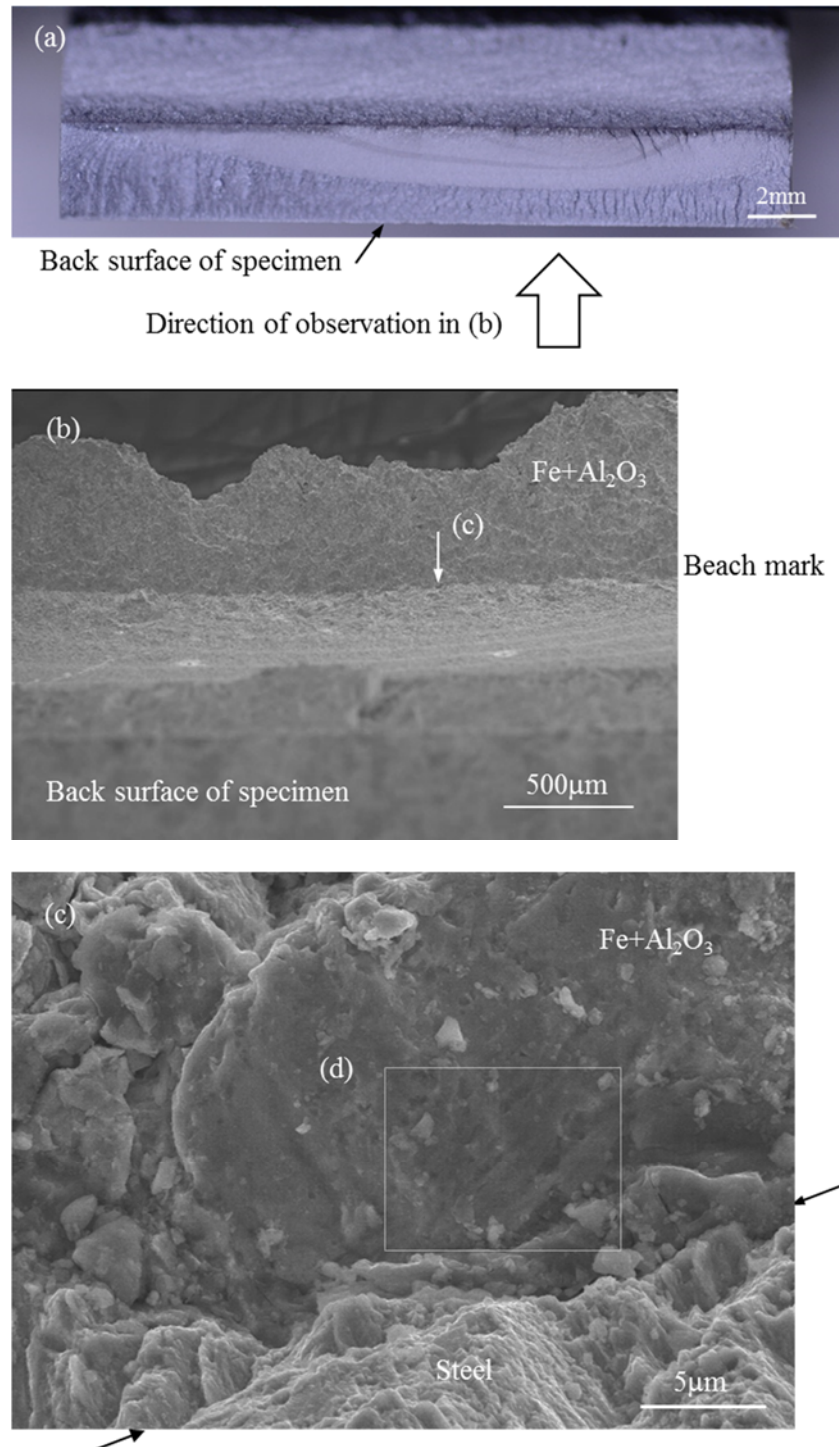 (a)
2mm
Back surface of specimen
Direction of observation in (b)
(b)
Fe+Al₂O₃
(c)
Beach mark
500μm
Back surface of specimen
(c)
Fe+Al₂O₃
(d)
Steel
5μm